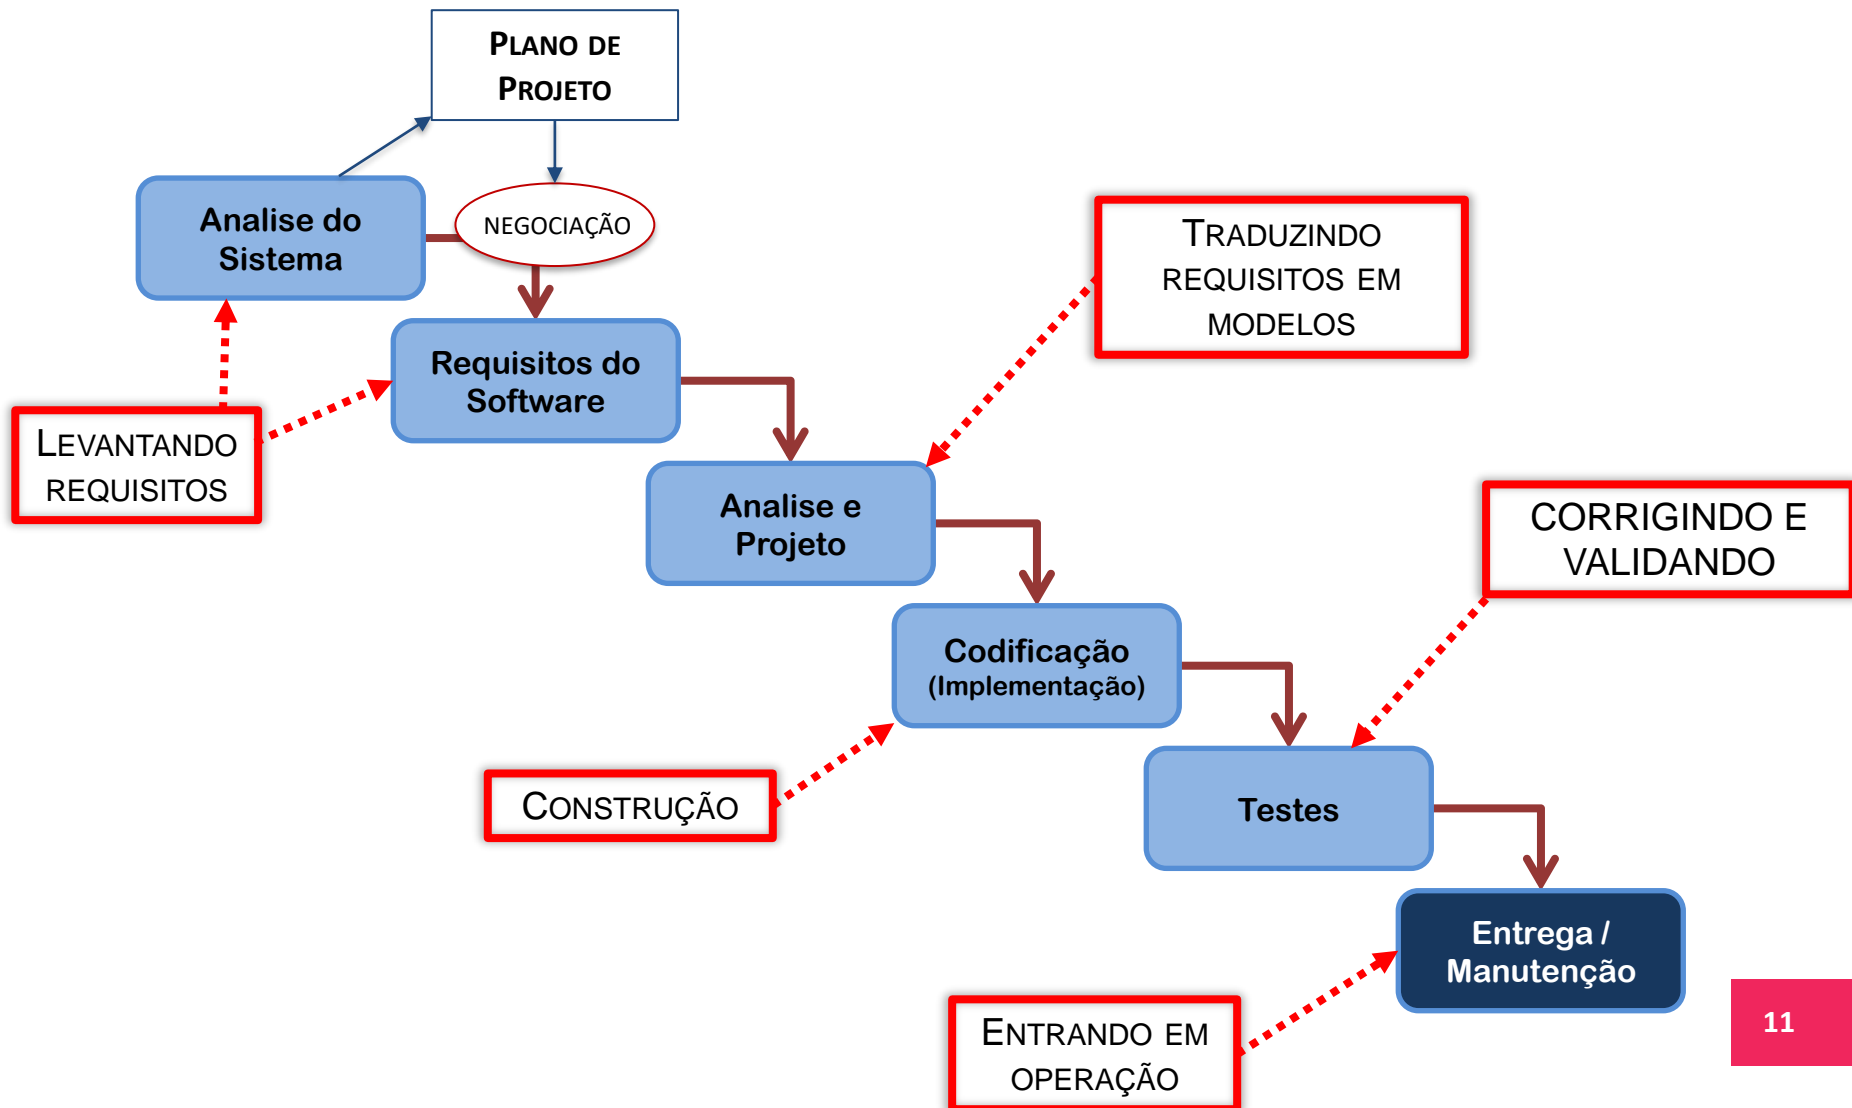 PLANO DE
PROJETO
Analise do
Sistema
NEGOCIAÇÃO
TRADUZINDO
REQUISITOS EM
MODELOS
Requisitos do
Software
LEVANTANDO
REQUISITOS
Analise e
Projeto
CORRIGINDO E
VALIDANDO
Codificação
(Implementação)
CONSTRUÇÃO
Testes
Entrega /
Manutenção
ENTRANDO EM
OPERAÇÃO
11